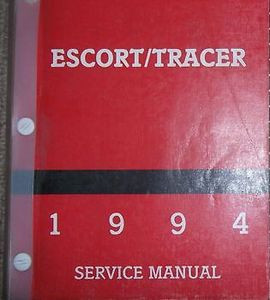 ESCORT/TRACER
1 9 9 4
SERVICE MANUAL